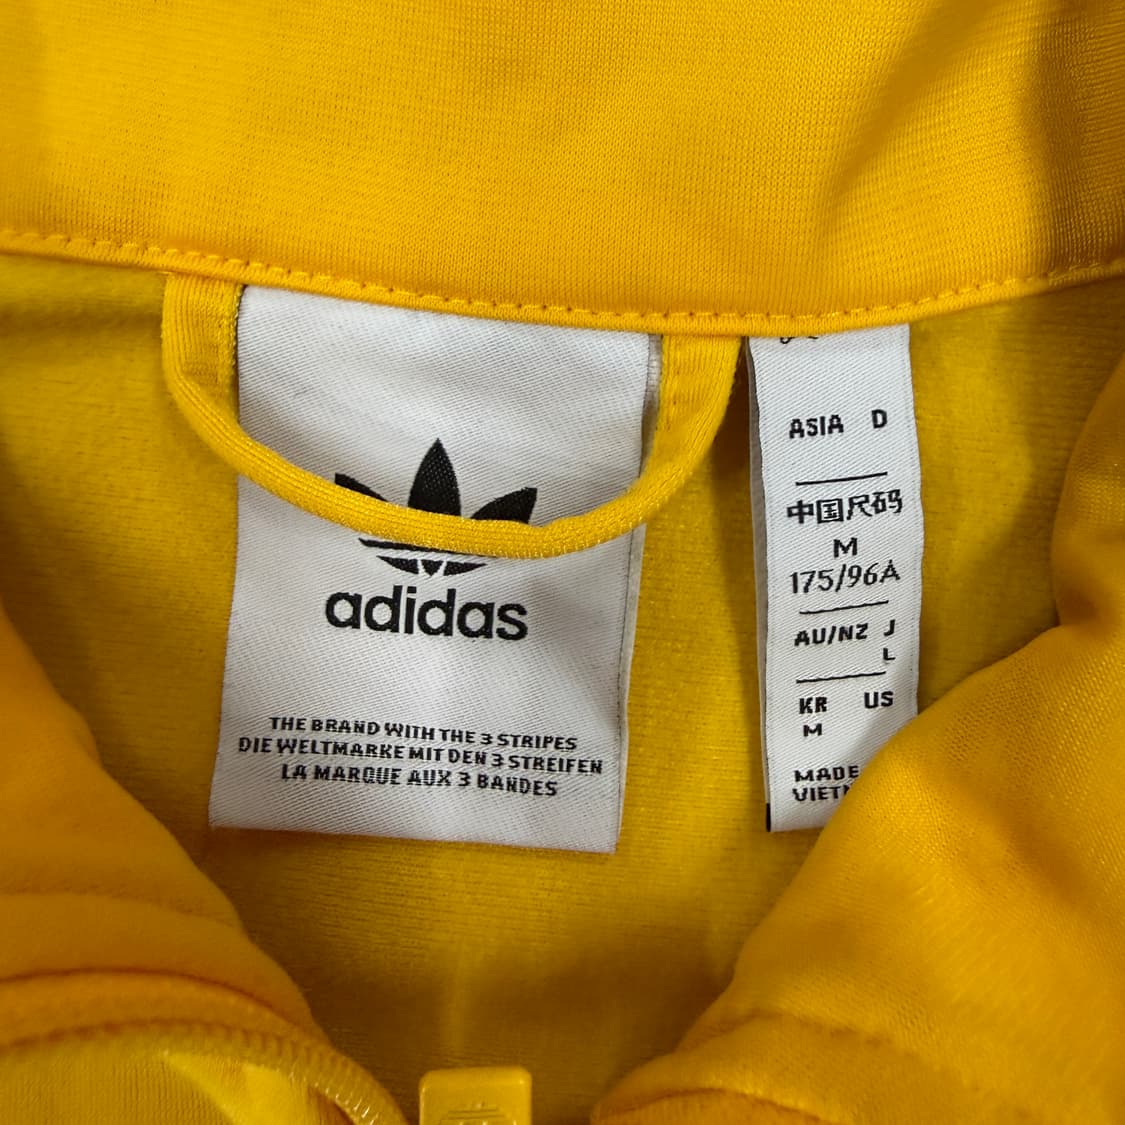 adidas
THE BRAND WITH THE 3 STRIPES
DIE WELTMARKE MIT DEN 3 STREIFEN
LA MARQUE AUX 3 BANDES
ASIA D
中国尺码
M
175/96A
AU/NZ J
L
KR US
M
MADE